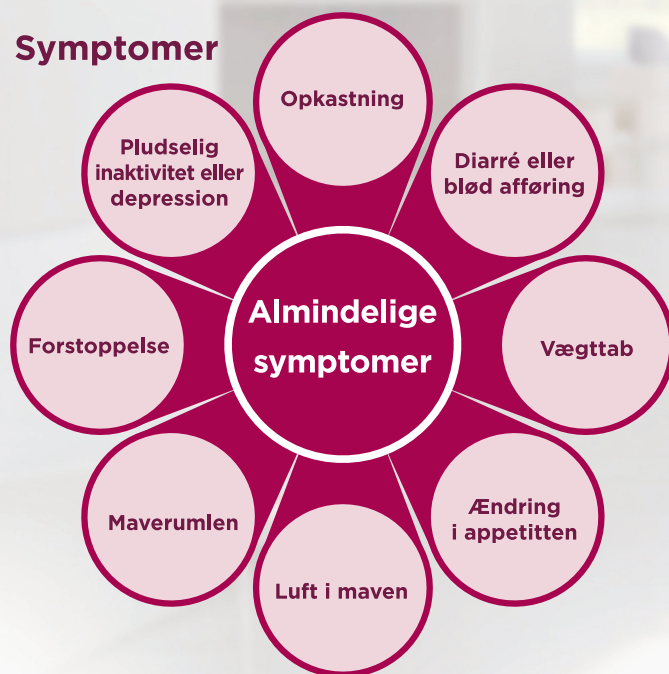 Symptomer
Opkastning
Diarré eller
blød afføring
Vægttab
Ændring
i appetitten
Luft i maven
Maverumlen
Forstoppelse
Pludselig
inaktivitet eller
depression
Almindelige
symptomer